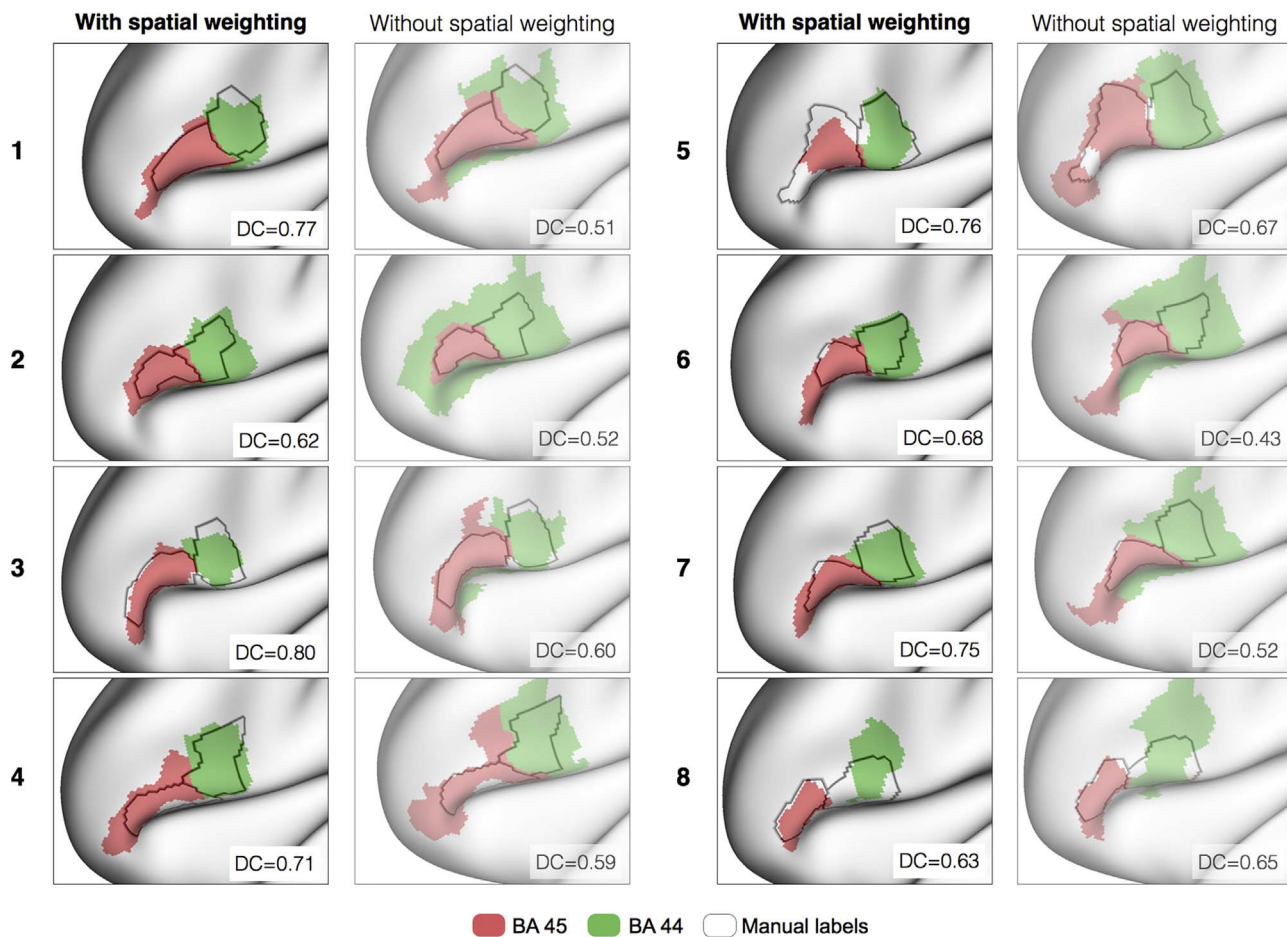 With spatial weighting Without spatial weighting With spatial weighting Without spatial weighting
1 DC=0.77 DC=0.51 5 DC=0.76 DC=0.67
2 DC=0.62 DC=0.52 6 DC=0.68 DC=0.43
3 DC=0.80 DC=0.60 7 DC=0.75 DC=0.52
4 DC=0.71 DC=0.59 8 DC=0.63 DC=0.65
BA 45 BA 44 Manual labels